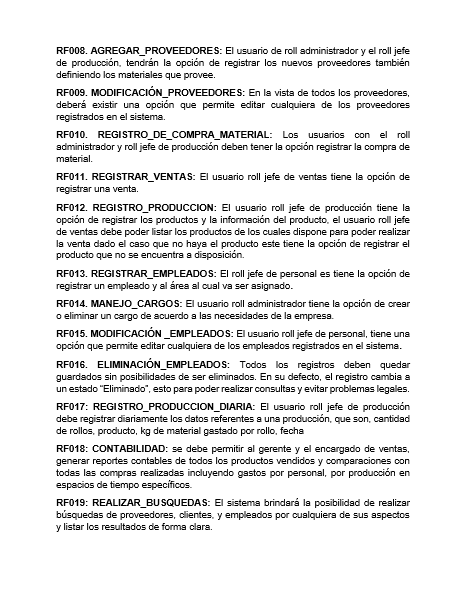 RF008. AGREGAR_PROVEEDORES: El usuario de roll administrador y el roll jefe
de producción, tendrán la opción de registrar los nuevos proveedores también
definiendo los materiales que provee.
RF009. MODIFICACIÓN_PROVEEDORES: En la vista de todos los proveedores,
deberá existir una opción que permite editar cualquiera de los proveedores
registrados en el sistema.
RF010. REGISTRO_DE_COMPRA_MATERIAL: Los usuarios con el roll
administrador y roll jefe de producción deben tener la opción registrar la compra de
material.
RF011. REGISTRAR_VENTAS: El usuario roll jefe de ventas tiene la opción de
registrar una venta.
RF012. REGISTRO_PRODUCCION: El usuario roll jefe de producción tiene la
opción de registrar los productos y la información del producto, el usuario roll jefe
de ventas debe poder listar los productos de los cuales dispone para poder realizar
la venta dado el caso que no haya el producto este tiene la opción de registrar el
producto que no se encuentra a disposición.
RF013. REGISTRAR_EMPLEADOS: El roll jefe de personal es tiene la opción de
registrar un empleado y al área al cual va ser asignado.
RF014. MANEJO_CARGOS: El usuario roll administrador tiene la opción de crear
o eliminar un cargo de acuerdo a las necesidades de la empresa.
RF015. MODIFICACIÓN _EMPLEADOS: El usuario roll jefe de personal, tiene una
opción que permite editar cualquiera de los empleados registrados en el sistema.
RF016. ELIMINACIÓN_EMPLEADOS: Todos los registros deben quedar
guardados sin posibilidades de ser eliminados. En su defecto, el registro cambia a
un estado “Eliminado”, esto para poder realizar consultas y evitar problemas legales.
RF017: REGISTRO_PRODUCCION_DIARIA: El usuario roll jefe de producción
debe registrar diariamente los datos referentes a una producción, que son, cantidad
de rollos, producto, kg de material gastado por rollo, fecha
RF018: CONTABILIDAD: se debe permitir al gerente y el encargado de ventas,
generar reportes contables de todos los productos vendidos y comparaciones con
todas las compras realizadas incluyendo gastos por personal, por producción en
espacios de tiempo específicos.
RF019: REALIZAR_BUSQUEDAS: El sistema brindará la posibilidad de realizar
búsquedas de proveedores, clientes, y empleados por cualquiera de sus aspectos
y listar los resultados de forma clara.